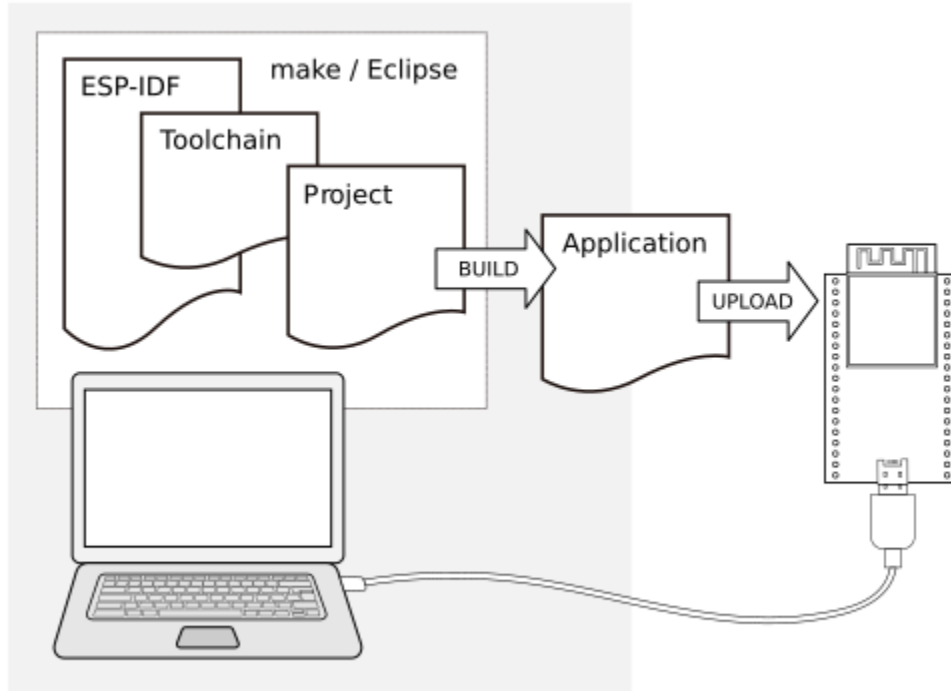 make / Eclipse
ESP-IDF
Toolchain
Project
BUILD
Application
UPLOAD